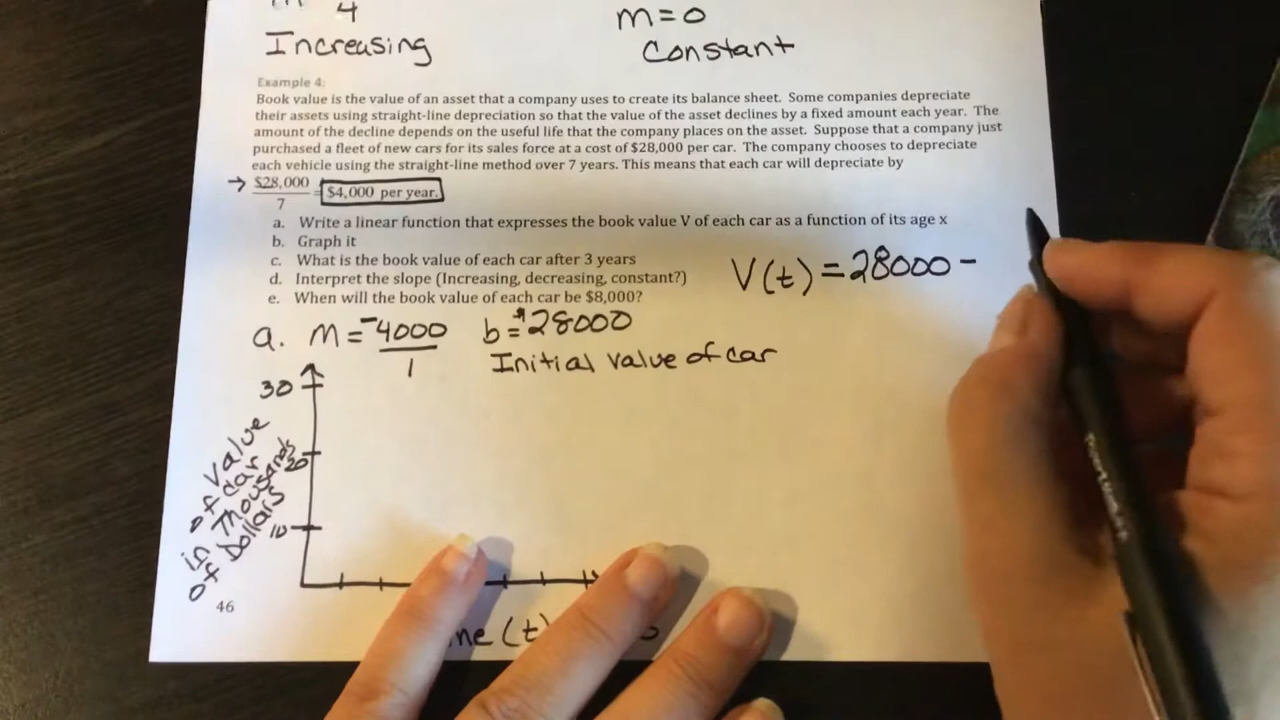 4
m=0
Increasing
Constant
Example 4:
Book value is the value of an asset that a company uses to create its balance sheet. Some companies depreciate
their assets using straight-line depreciation so that the value of the asset declines by a fixed amount each year. The
amount of the decline depends on the useful life that the company places on the asset. Suppose that a company just
purchased a fleet of new cars for its sales force at a cost of $28,000 per car. The company chooses to depreciate
each vehicle using the straight-line method over 7 years. This means that each car will depreciate by
→ $28,000
7
= $4,000 per year.
a. Write a linear function that expresses the book value V of each car as a function of its age x
b. Graph it
c. What is the book value of each car after 3 years
d. Interpret the slope (Increasing, decreasing, constant?)
e. When will the book value of each car be $8,000?
V(t)=28000-
a. m=-4000
1
b=$28000
Initial value of car
30
20
10
Value
of car
in Thousands
of Dollars
(t)
46